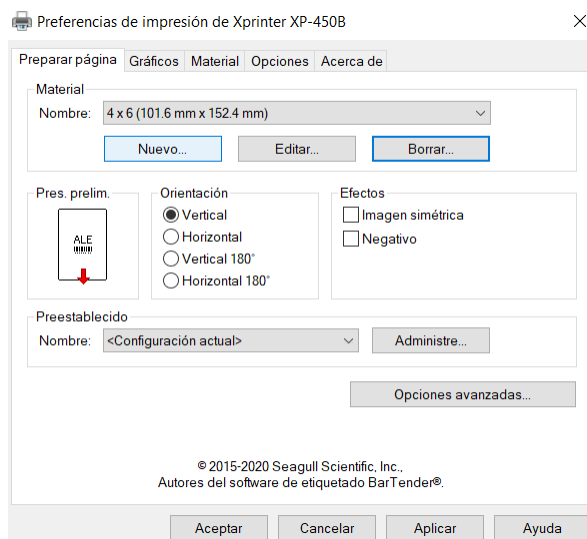 Preferencias de impresión de Xprinter XP-450B
Preparar página Gráficos Material Opciones Acerca de
Material
Nombre: 4 x 6 (101.6 mm x 152.4 mm)
Nuevo... Editar... Borrar...
Pres. prelim. Orientación Efectos
Vertical Imagen simétrica
ALE Horizontal Negativo
Vertical 180°
Horizontal 180°
Preestablecido
Nombre: <Configuración actual> Administre...
Opciones avanzadas...
© 2015-2020 Seagull Scientific, Inc.,
Autores del software de etiquetado BarTender®.
Aceptar Cancelar Aplicar Ayuda